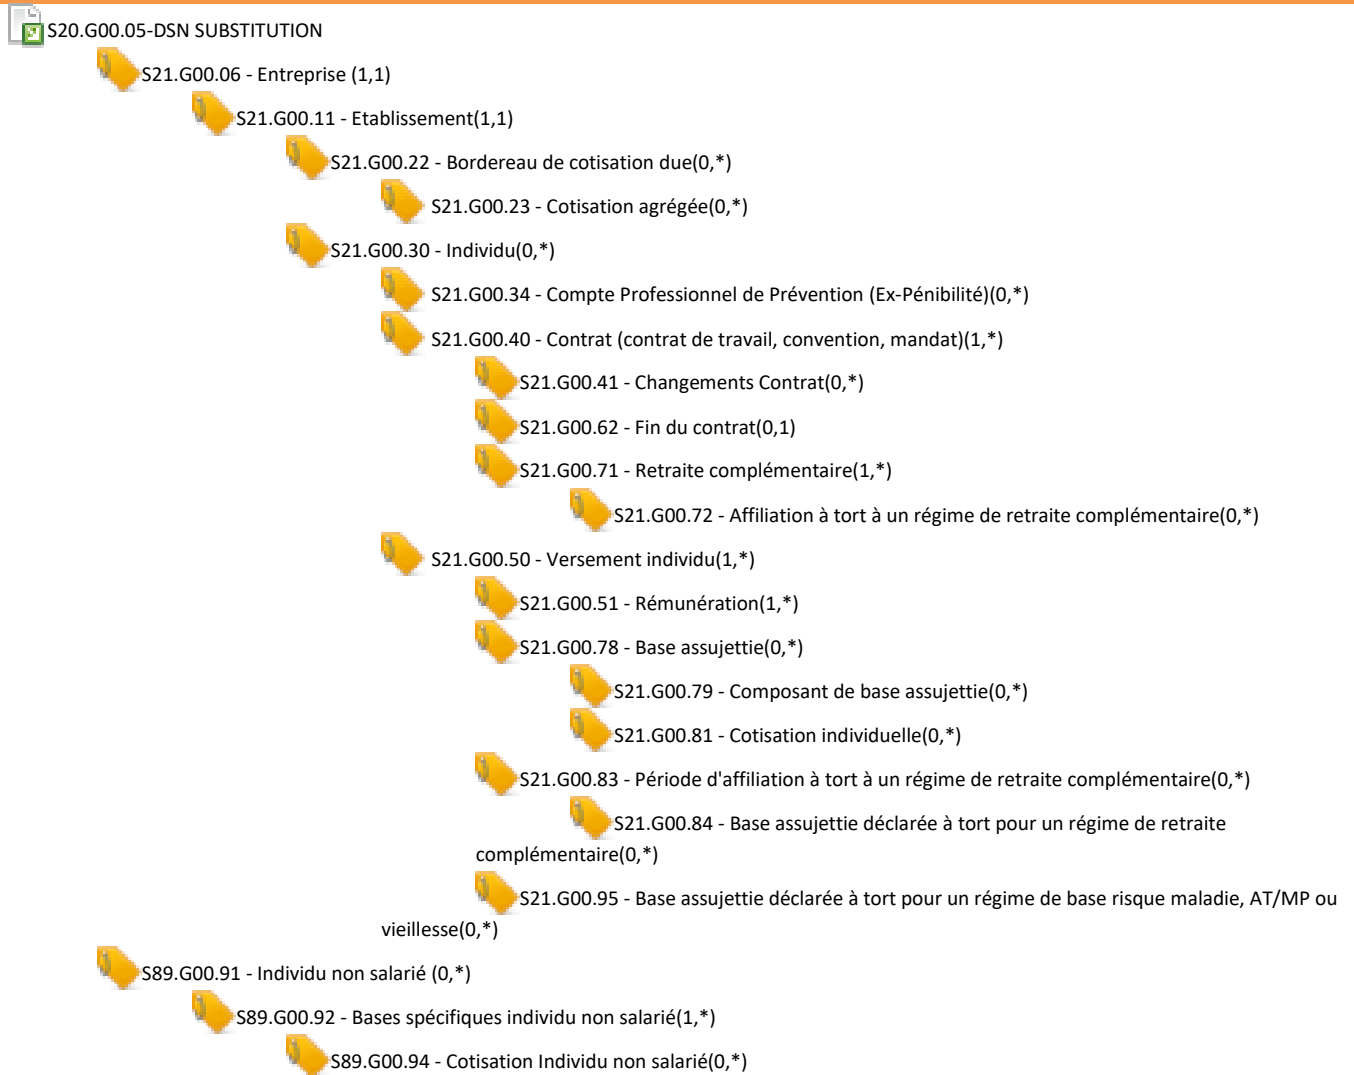 S20.G00.05-DSN SUBSTITUTION
S21.G00.06 - Entreprise (1,1)
S21.G00.11 - Etablissement(1,1)
S21.G00.22 - Bordereau de cotisation due(0,*)
S21.G00.23 - Cotisation agrégée(0,*)
S21.G00.30 - Individu(0,*)
S21.G00.34 - Compte Professionnel de Prévention (Ex-Pénibilité)(0,*)
S21.G00.40 - Contrat (contrat de travail, convention, mandat)(1,*)
S21.G00.41 - Changements Contrat(0,*)
S21.G00.62 - Fin du contrat(0,1)
S21.G00.71 - Retraite complémentaire(1,*)
S21.G00.72 - Affiliation à tort à un régime de retraite complémentaire(0,*)
S21.G00.50 - Versement individu(1,*)
S21.G00.51 - Rémunération(1,*)
S21.G00.78 - Base assujettie(0,*)
S21.G00.79 - Composant de base assujettie(0,*)
S21.G00.81 - Cotisation individuelle(0,*)
S21.G00.83 - Période d'affiliation à tort à un régime de retraite complémentaire(0,*)
S21.G00.84 - Base assujettie déclarée à tort pour un régime de retraite
complémentaire(0,*)
S21.G00.95 - Base assujettie déclarée à tort pour un régime de base risque maladie, AT/MP ou
vieillesse(0,*)
S89.G00.91 - Individu non salarié (0,*)
S89.G00.92 - Bases spécifiques individu non salarié(1,*)
S89.G00.94 - Cotisation Individu non salarié(0,*)